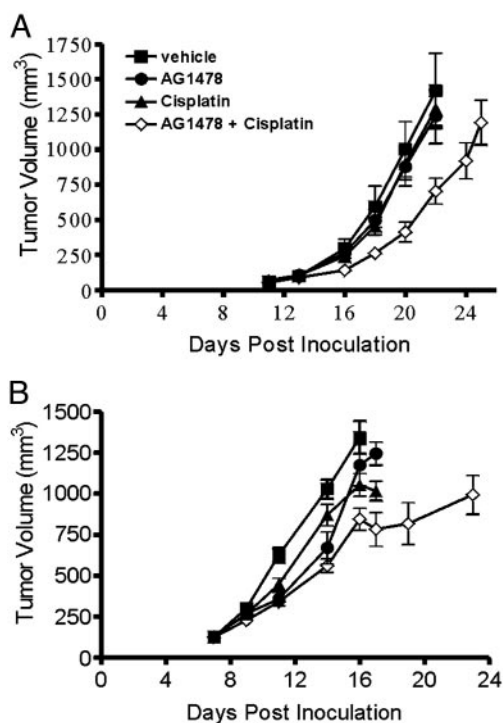 A
1750
1500
1250
1000
750
500
250
0
Tumor Volume (mm³)
vehicle
AG1478
Cisplatin
AG1478 + Cisplatin
0 4 8 12 16 20 24
Days Post Inoculation
B
1500
1250
1000
750
500
250
0
Tumor Volume (mm³)
0 4 8 12 16 20 24
Days Post Inoculation